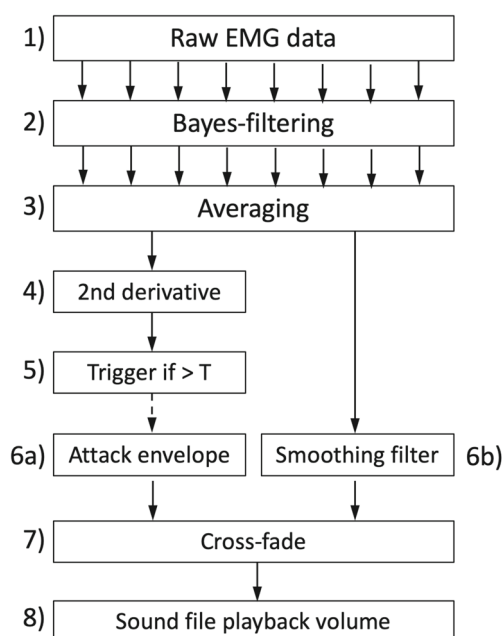 1) Raw EMG data
2) Bayes-filtering
3) Averaging
4) 2nd derivative
5) Trigger if > T
6a) Attack envelope Smoothing filter 6b)
7) Cross-fade
8) Sound file playback volume